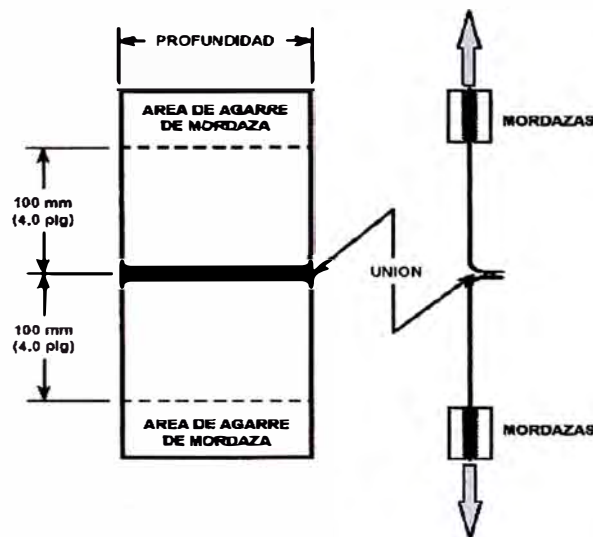 PROFUNDIDAD
AREA DE AGARRE
DE MORDAZA
MORDAZAS
100 mm
(4.0 plg)
UNION
100 mm
(4.0 plg)
AREA DE AGARRE
DE MORDAZA
MORDAZAS